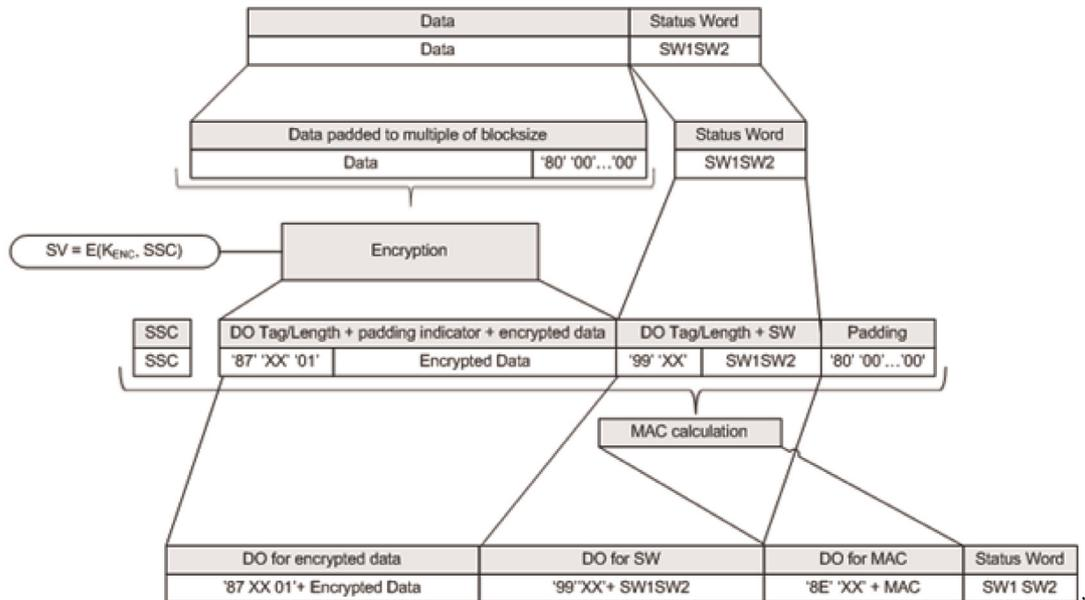 Data Status Word
Data SW1SW2
Data padded to multiple of blocksize Status Word
Data '80' '00'...'00' SW1SW2
SV = E(KENC, SSC) Encryption
SSC DO Tag/Length + padding indicator + encrypted data DO Tag/Length + SW Padding
SSC '87' 'XX' '01' Encrypted Data '99' 'XX' SW1SW2 '80' '00'...'00'
MAC calculation
DO for encrypted data DO for SW DO for MAC Status Word
'87 XX 01'+ Encrypted Data '99''XX'+ SW1SW2 '8E' 'XX' + MAC SW1 SW2